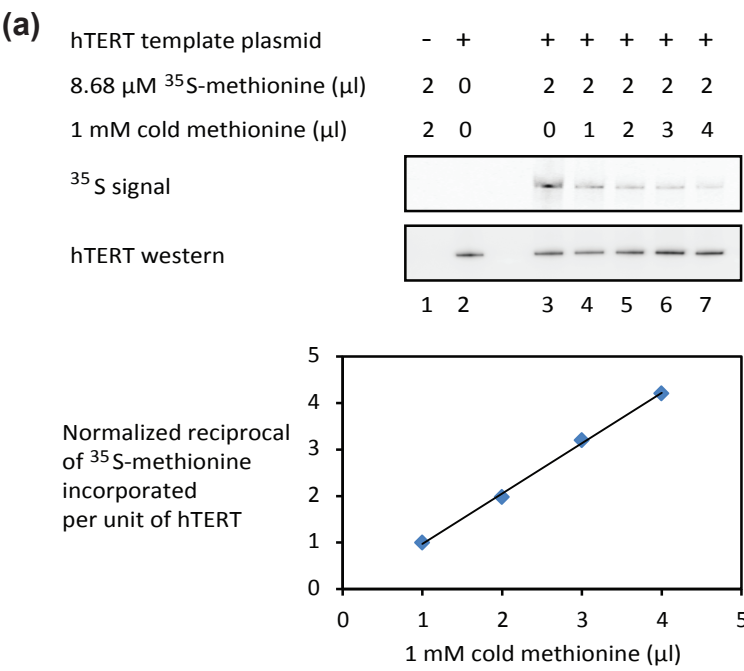 (a)
hTERT template plasmid - + + + + + +
8.68 µM ³⁵S-methionine (µl) 2 0 2 2 2 2 2
1 mM cold methionine (µl) 2 0 0 1 2 3 4
³⁵S signal
hTERT western
1 2 3 4 5 6 7
5
4
3
2
1
0
Normalized reciprocal
of ³⁵S-methionine
incorporated
per unit of hTERT
0 1 2 3 4 5
1 mM cold methionine (µl)